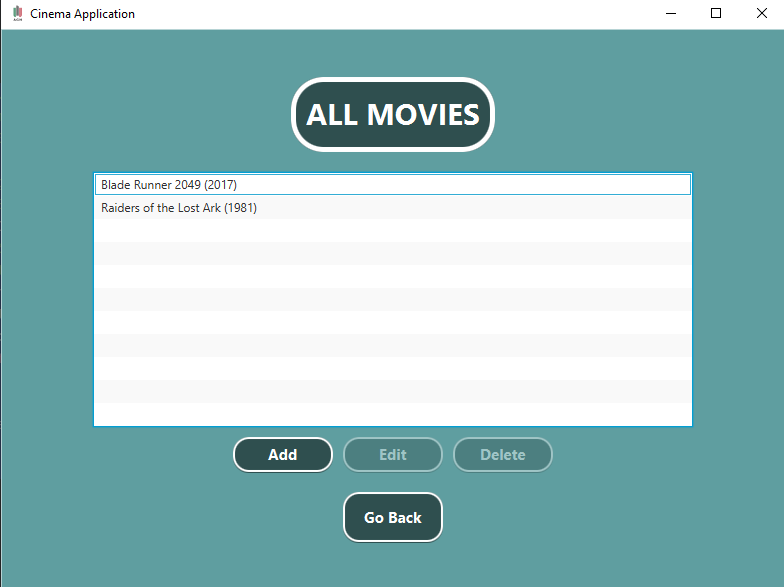 Cinema Application
ALL MOVIES
Blade Runner 2049 (2017)
Raiders of the Lost Ark (1981)
Add
Edit
Delete
Go Back